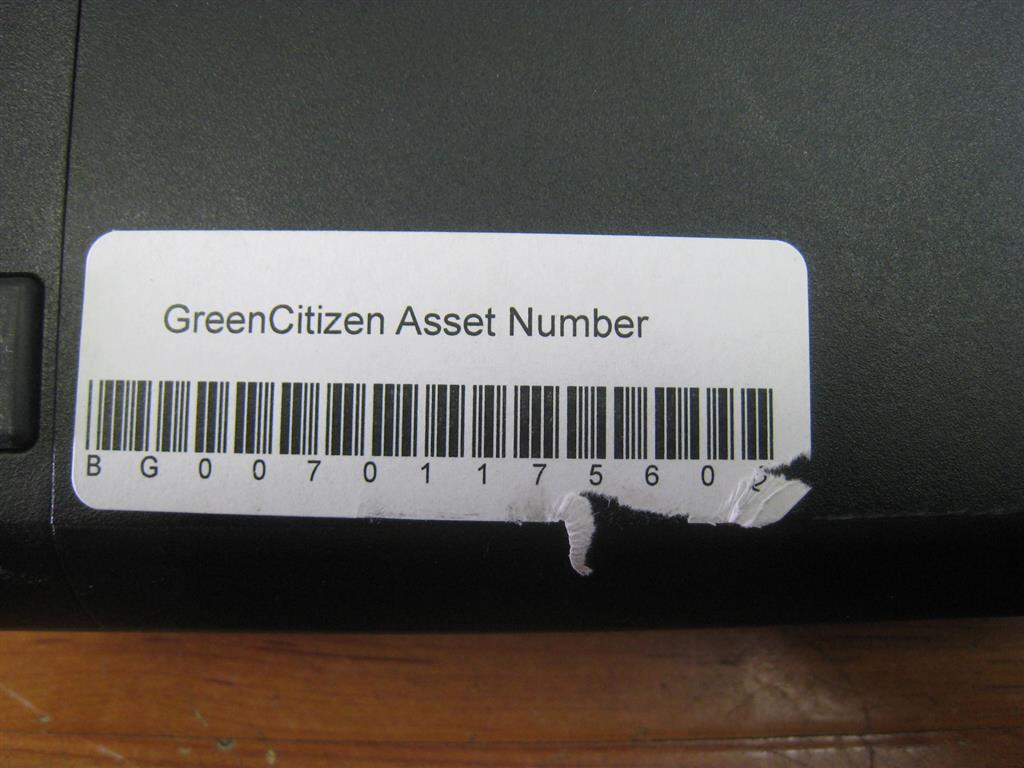 GreenCitizen Asset Number
B G 0 0 7 0 1 1 7 5 6 0